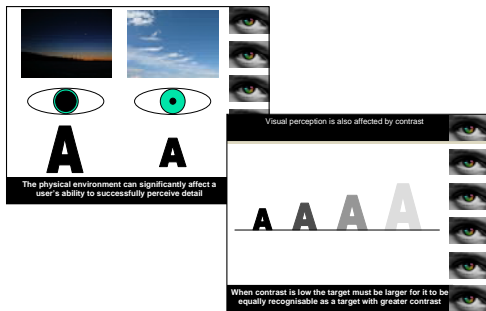 A A
The physical environment can significantly affect a
user's ability to successfully perceive detail
Visual perception is also affected by contrast
A A A A
When contrast is low the target must be larger for it to be
equally recognisable as a target with greater contrast